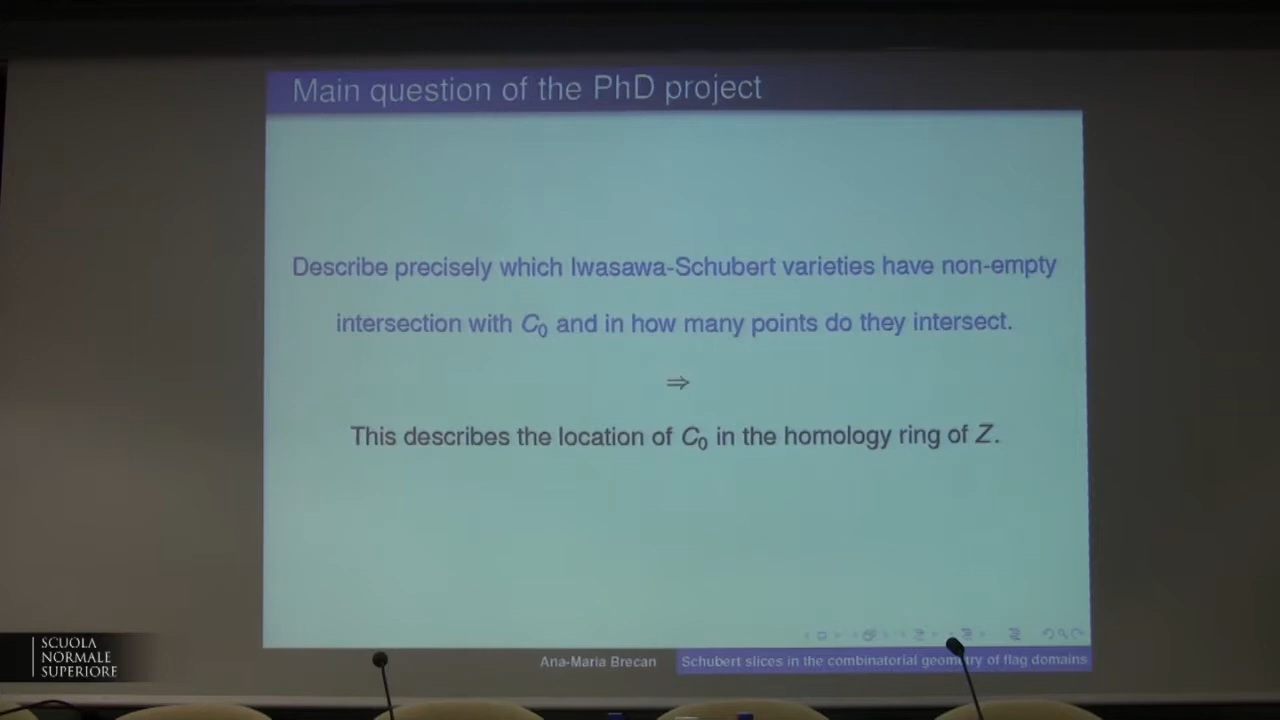 Main question of the PhD project
Describe precisely which Iwasawa-Schubert varieties have non-empty
intersection with C₀ and in how many points do they intersect.
⇒
This describes the location of C₀ in the homology ring of Z.
Ana-Maria Brecan
Schubert slices in the combinatorial geometry of flag domains
SCUOLA
NORMALE
SUPERIORE